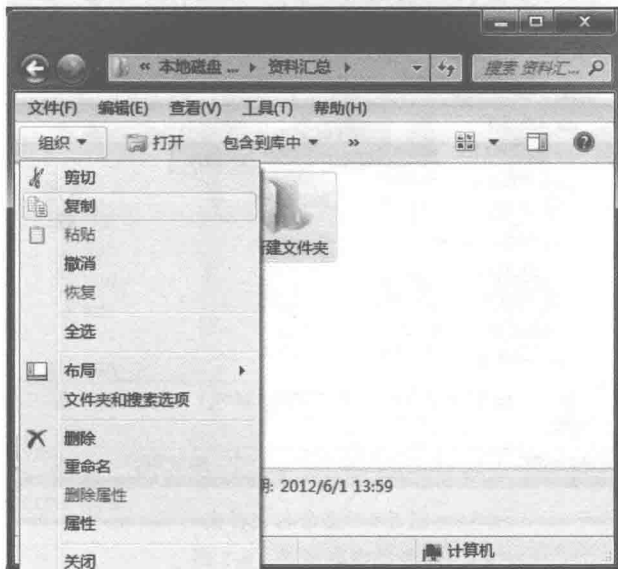 « 本地磁盘 ... ▸ 资料汇总 ▸ 搜索 资料汇... 
文件(F) 编辑(E) 查看(V) 工具(T) 帮助(H)
组织 ▼ 打开 包含到库中 ▼ »
剪切
复制
粘贴
撤消
恢复
全选
布局
文件夹和搜索选项
删除
重命名
删除属性
属性
关闭
建文件夹
: 2012/6/1 13:59
计算机